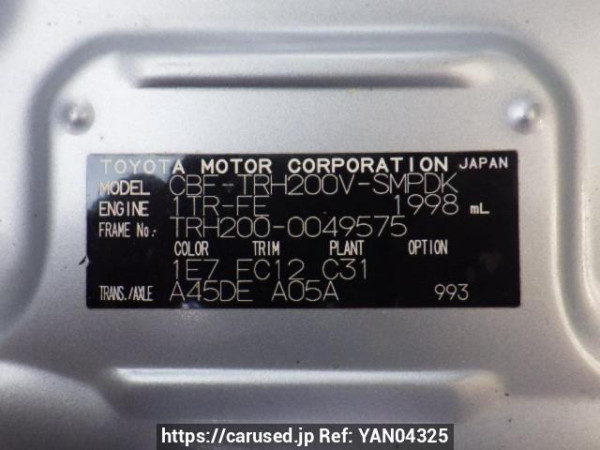 TOYOTA MOTOR CORPORATION JAPAN
MODEL CBF-TRH200V-SMPDK
ENGINE 1TR-FE 1998 mL
FRAME No. TRH200-0049575
COLOR TRIM PLANT OPTION
1E7 EC12 C31
TRANS./AXLE A45DE A05A 993
https://carused.jp Ref: YAN04325